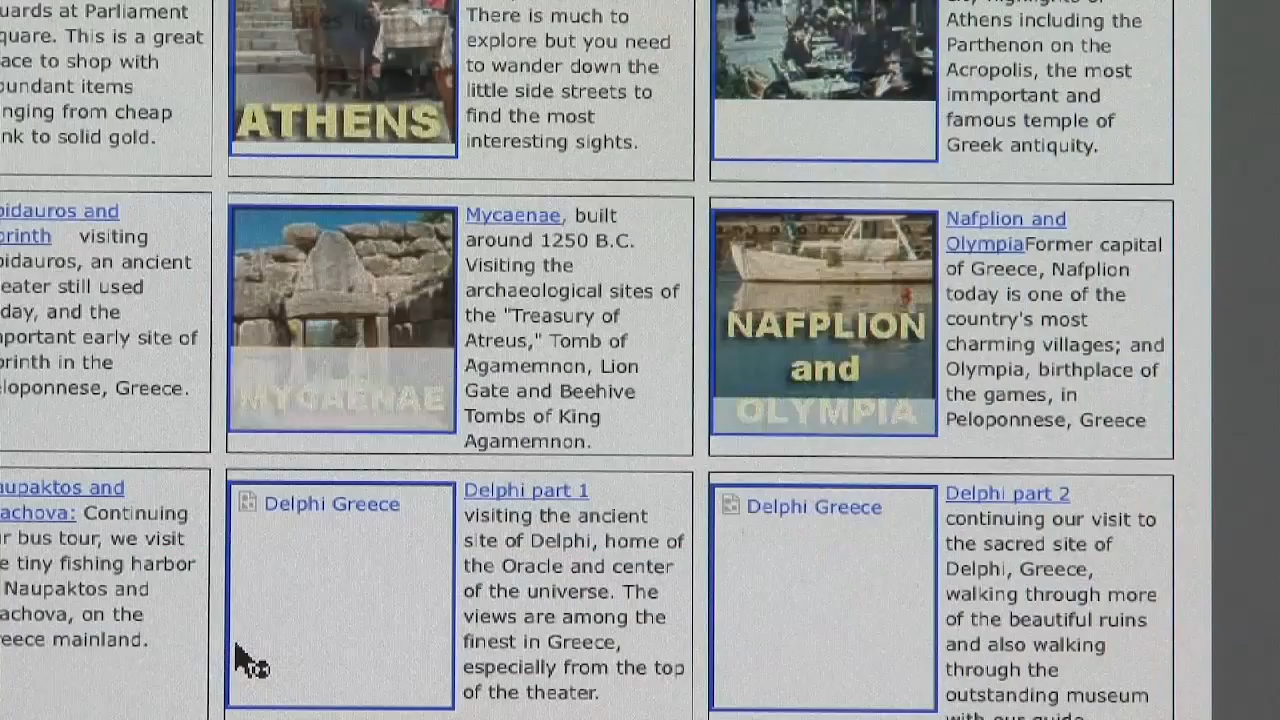 uards at Parliament
quare. This is a great
ace to shop with
bundant items
nging from cheap
nk to solid gold.
ATHENS
There is much to
explore but you need
to wander down the
little side streets to
find the most
interesting sights.
Athens including the
Parthenon on the
Acropolis, the most
immportant and
famous temple of
Greek antiquity.
pidauros and
orinth visiting
pidauros, an ancient
eater still used
day, and the
mportant early site of
orinth in the
eloponnese, Greece.
MYCAENAE
Mycaenae, built
around 1250 B.C.
Visiting the
archaeological sites of
the "Treasury of
Atreus," Tomb of
Agamemnon, Lion
Gate and Beehive
Tombs of King
Agamemnon.
NAFPLION
and
OLYMPIA
Nafplion and
OlympiaFormer capital
of Greece, Nafplion
today is one of the
country's most
charming villages; and
Olympia, birthplace of
the games, in
Peloponnese, Greece
aupaktos and
achova: Continuing
ur bus tour, we visit
e tiny fishing harbor
Naupaktos and
achova, on the
reece mainland.
Delphi Greece
Delphi part 1
visiting the ancient
site of Delphi, home of
the Oracle and center
of the universe. The
views are among the
finest in Greece,
especially from the top
of the theater.
Delphi Greece
Delphi part 2
continuing our visit to
the sacred site of
Delphi, Greece,
walking through more
of the beautiful ruins
and also walking
through the
outstanding museum
with our guide